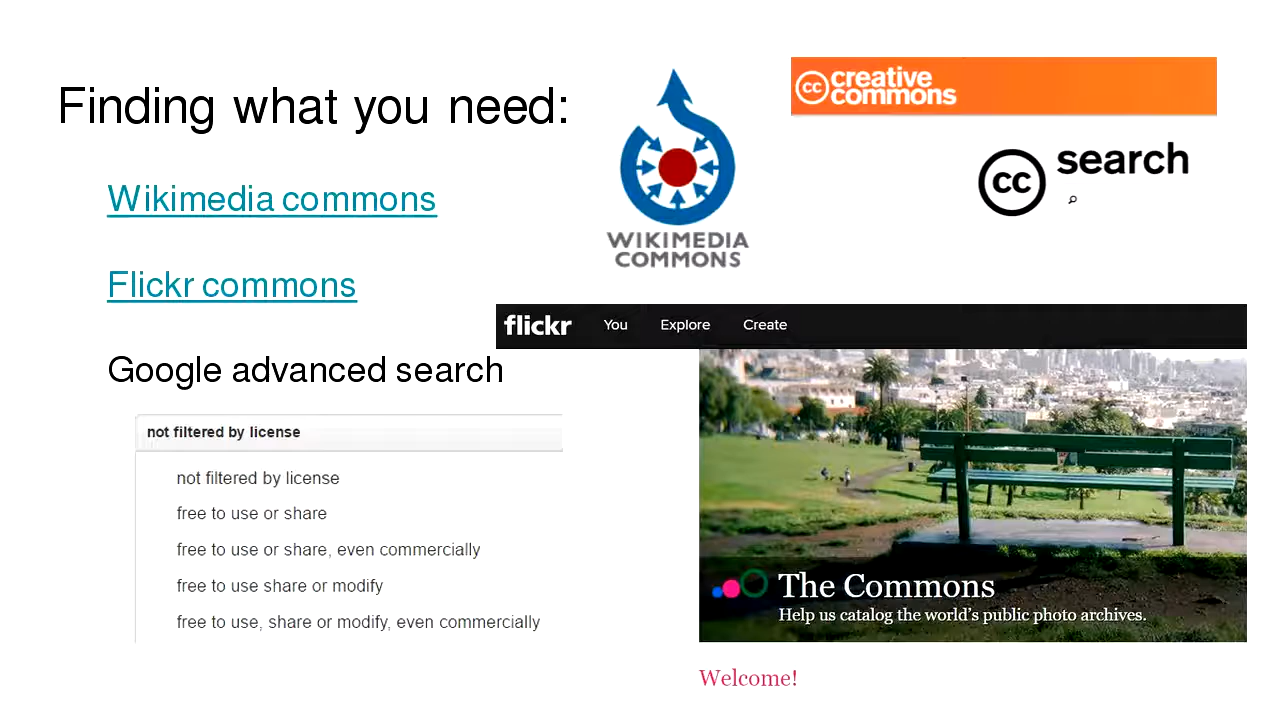 Finding what you need:
Wikimedia commons
Flickr commons
Google advanced search
not filtered by license
not filtered by license
free to use or share
free to use or share, even commercially
free to use share or modify
free to use, share or modify, even commercially
WIKIMEDIA
COMMONS
cc creative
commons
cc search
flickr You Explore Create
The Commons
Help us catalog the world's public photo archives.
Welcome!